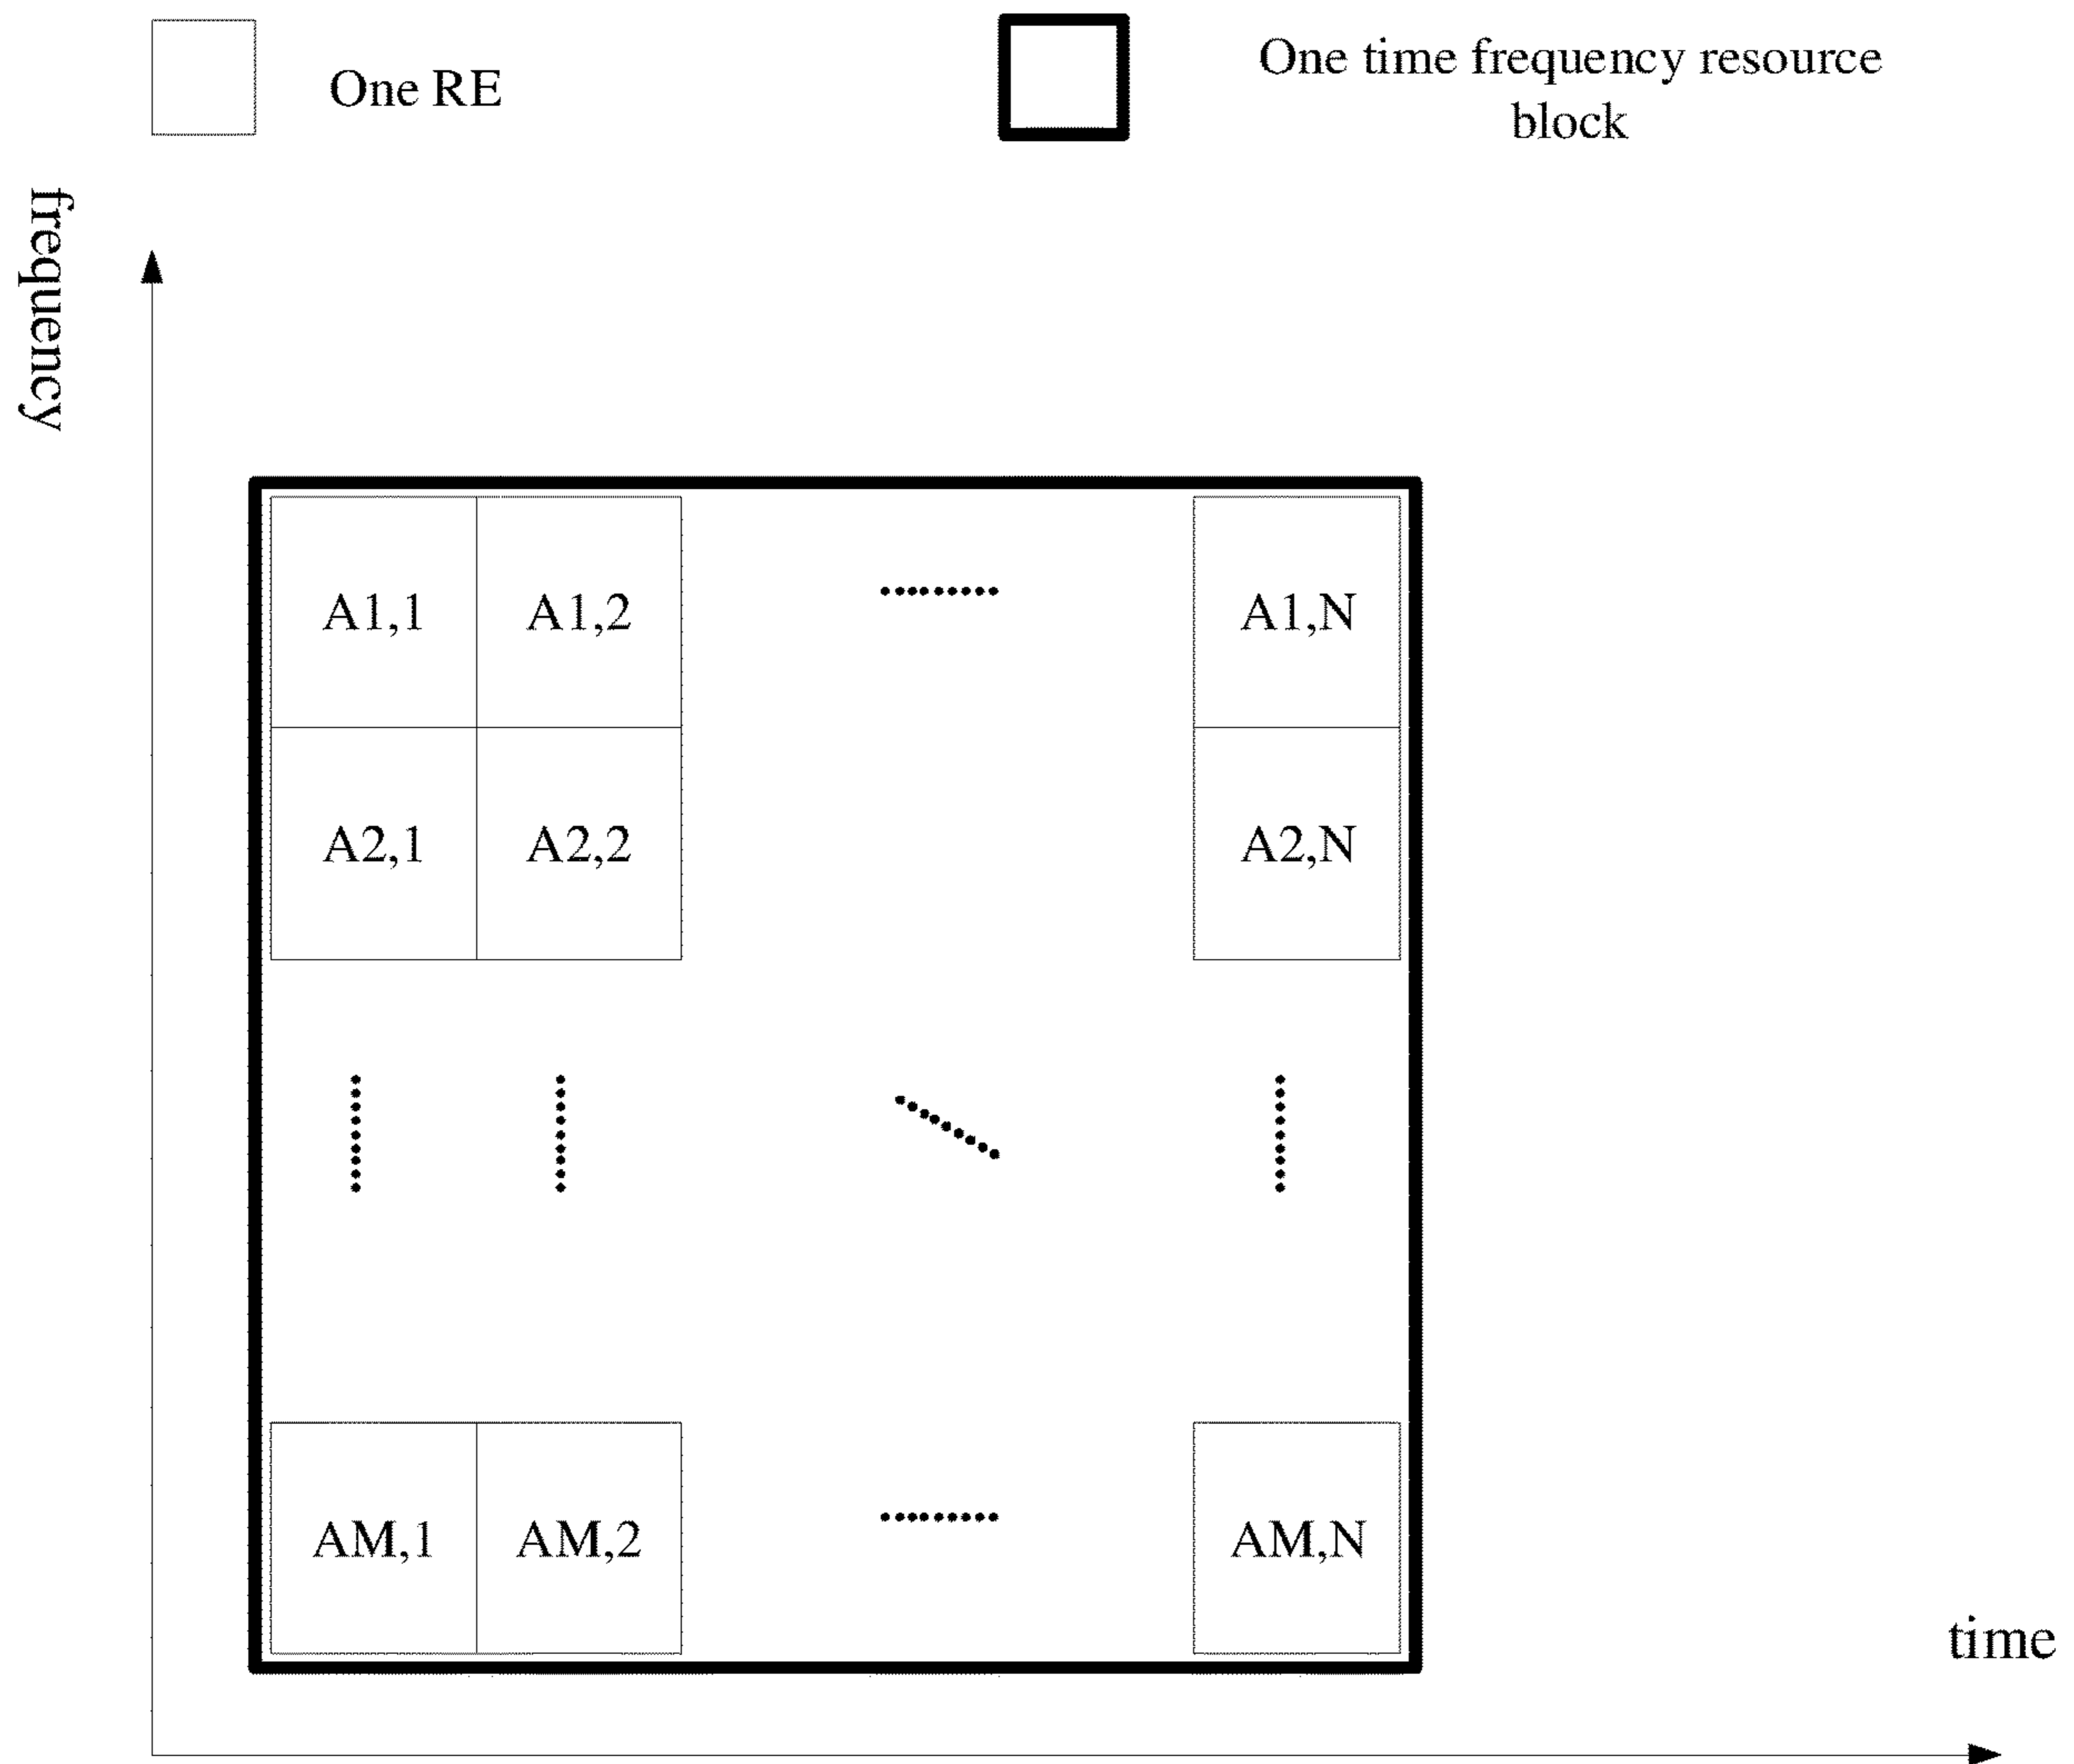 One RE
One time frequency resource
block
frequency
A1,1 A1,2 A1,N
A2,1 A2,2 A2,N
AM,1 AM,2 AM,N
time